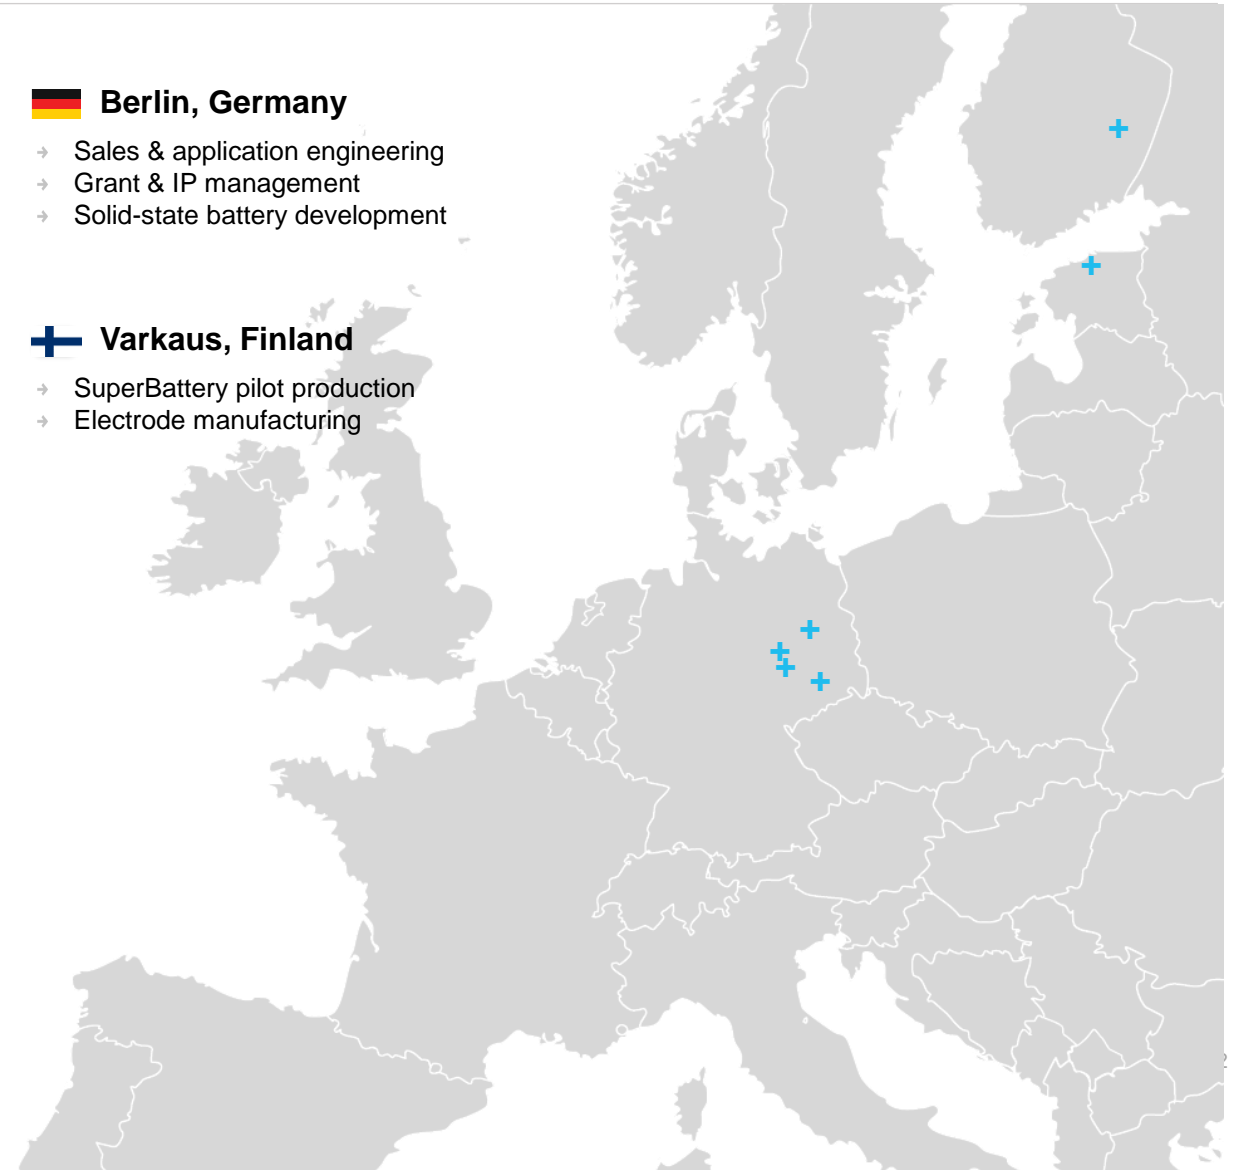 Berlin, Germany
Sales & application engineering
Grant & IP management
Solid-state battery development
Varkaus, Finland
SuperBattery pilot production
Electrode manufacturing